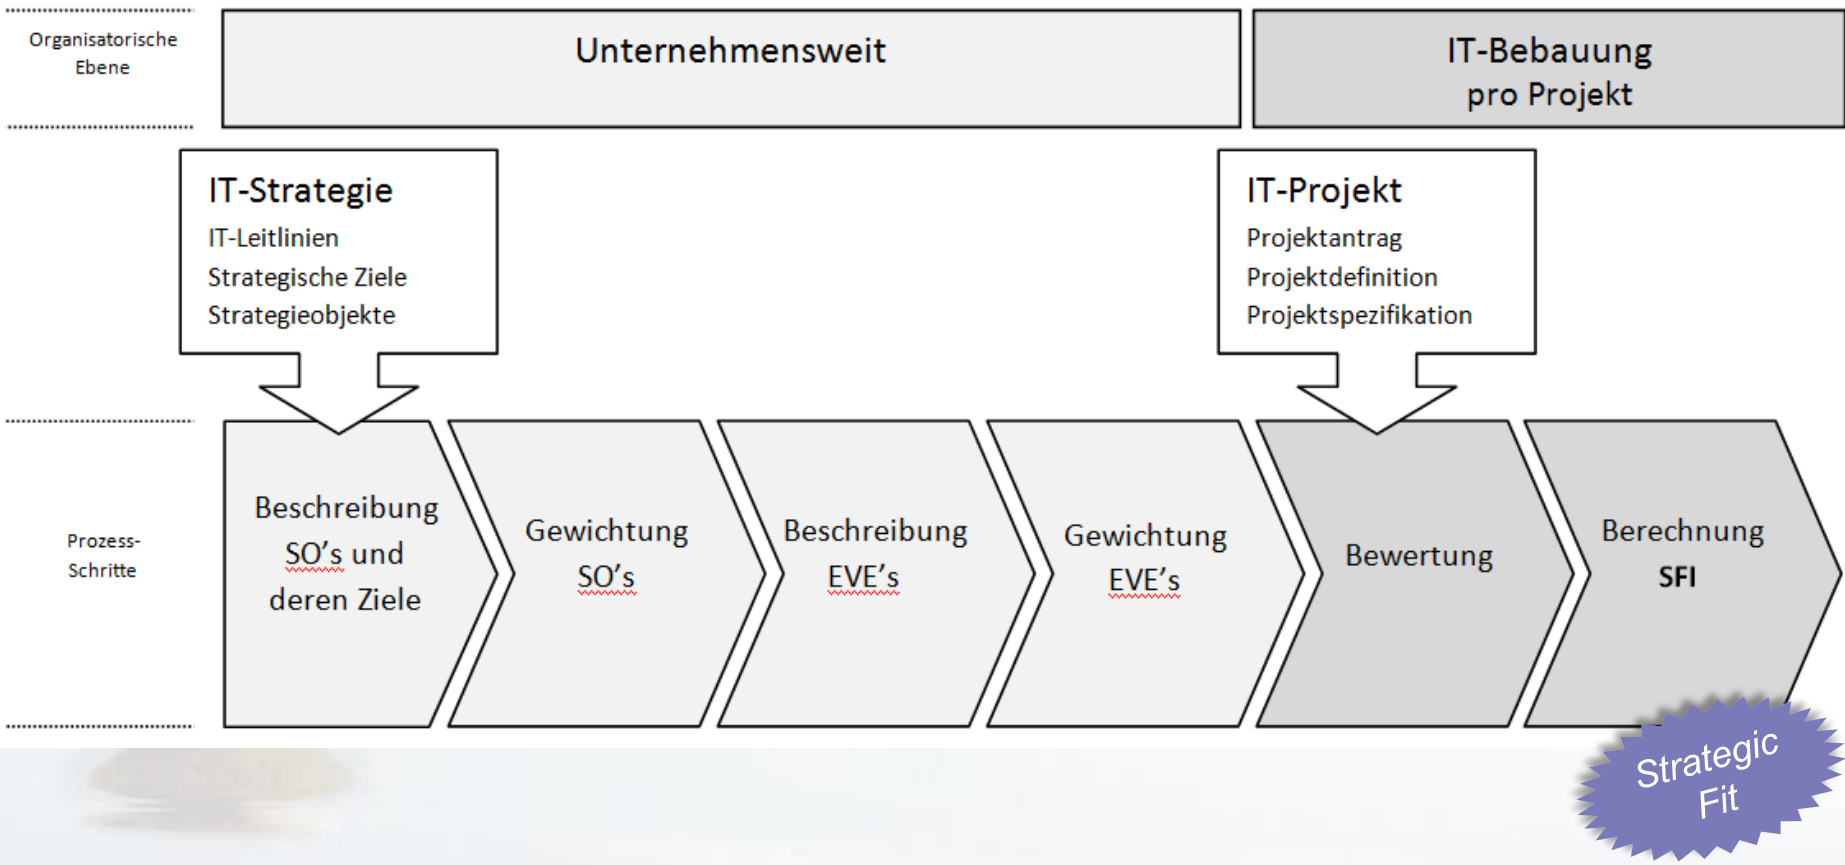 Organisatorische
Ebene
Unternehmensweit
IT-Bebauung
pro Projekt
IT-Strategie
IT-Leitlinien
Strategische Ziele
Strategieobjekte
IT-Projekt
Projektantrag
Projektdefinition
Projektspezifikation
Prozess-
Schritte
Beschreibung
SO's und
deren Ziele
Gewichtung
SO's
Beschreibung
EVE's
Gewichtung
EVE's
Bewertung
Berechnung
SFI
Strategic
Fit